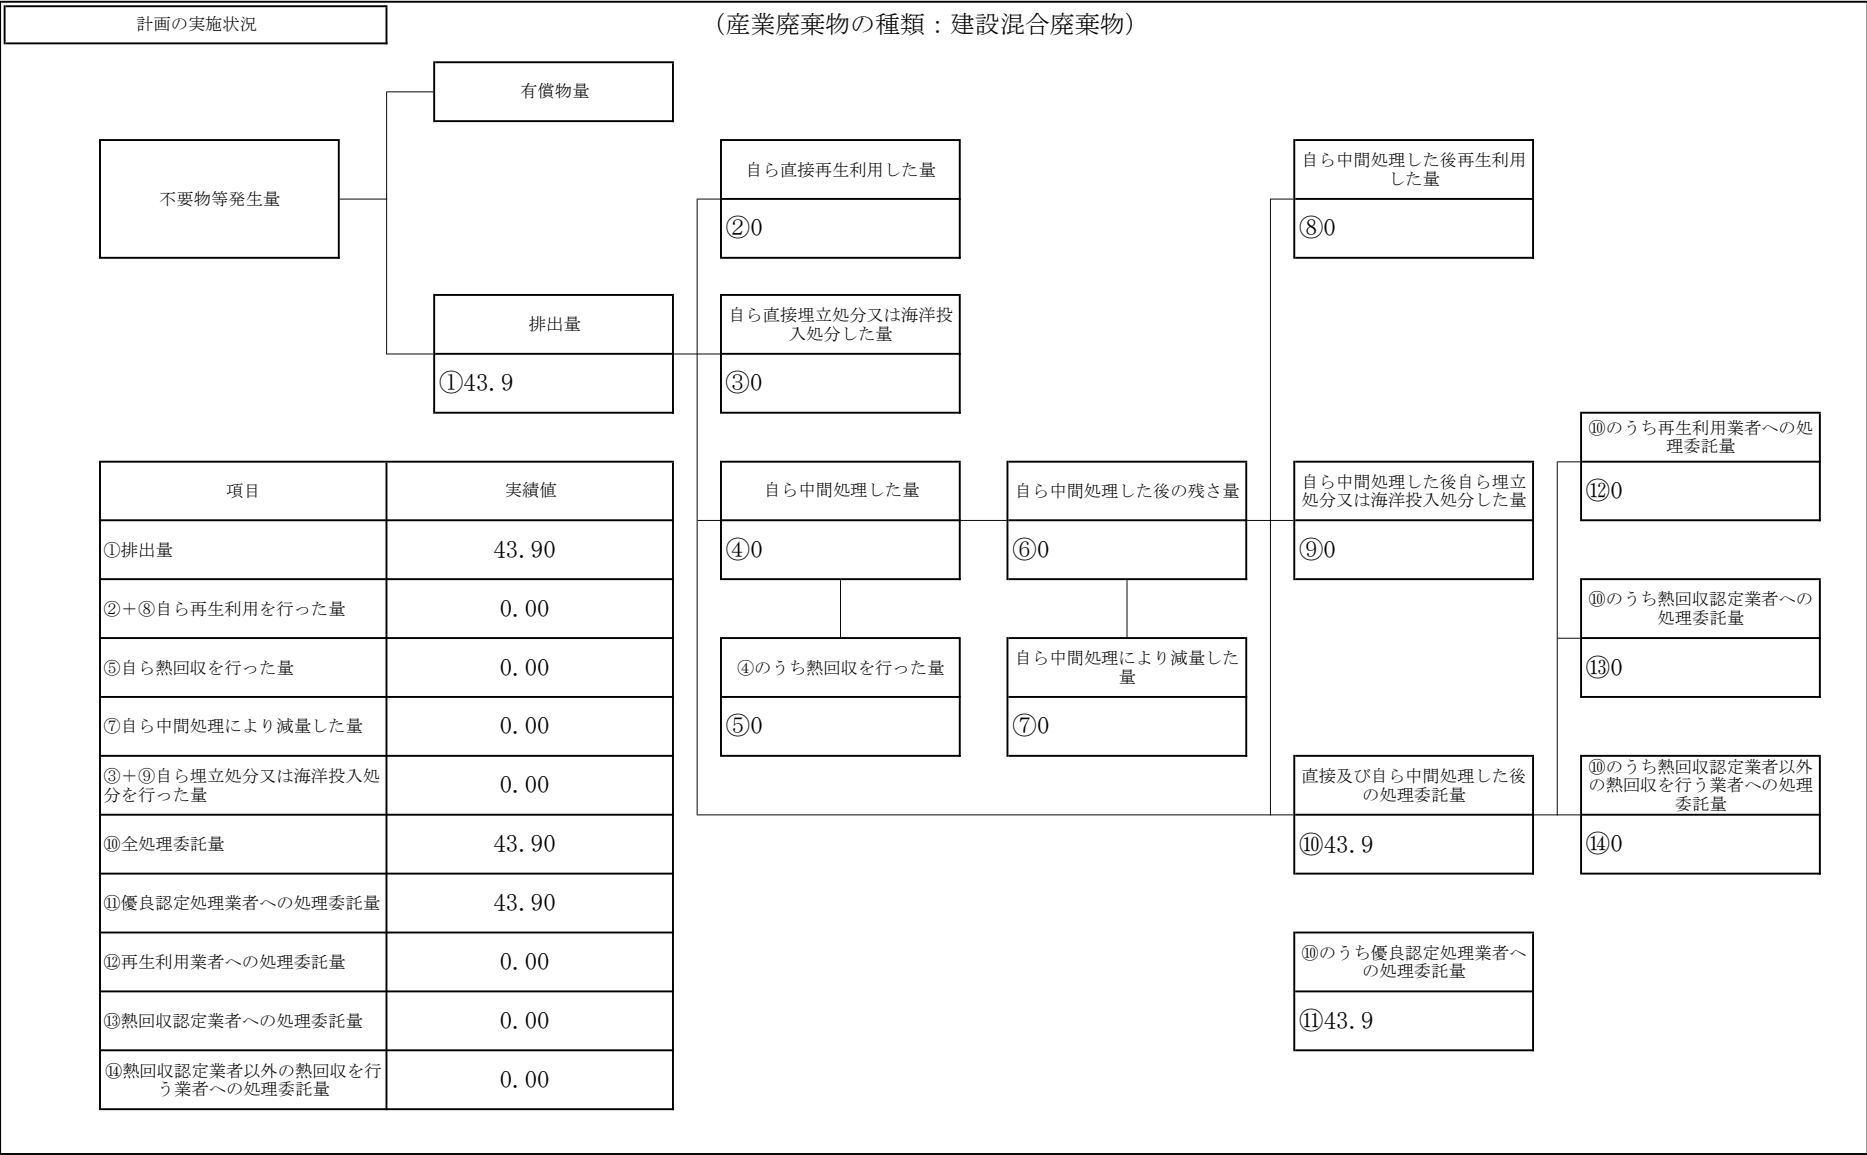 計画の実施状況
（産業廃棄物の種類：建設混合廃棄物）
有償物量
不要物等発生量
自ら直接再生利用した量
②0
自ら中間処理した後再生利用
した量
⑧0
排出量
①43.9
自ら直接埋立処分又は海洋投
入処分した量
③0
⑩のうち再生利用業者への処
理委託量
⑫0
自ら中間処理した量
④0
自ら中間処理した後の残さ量
⑥0
自ら中間処理した後自ら埋立
処分又は海洋投入処分した量
⑨0
⑩のうち熱回収認定業者への
処理委託量
⑬0
④のうち熱回収を行った量
⑤0
自ら中間処理により減量した
量
⑦0
直接及び自ら中間処理した後
の処理委託量
⑩43.9
⑩のうち熱回収認定業者以外
の熱回収を行う業者への処理
委託量
⑭0
⑩のうち優良認定処理業者へ
の処理委託量
⑪43.9
項目 実績値
①排出量 43.90
②＋⑧自ら再生利用を行った量 0.00
⑤自ら熱回収を行った量 0.00
⑦自ら中間処理により減量した量 0.00
③＋⑨自ら埋立処分又は海洋投入処
分を行った量 0.00
⑩全処理委託量 43.90
⑪優良認定処理業者への処理委託量 43.90
⑫再生利用業者への処理委託量 0.00
⑬熱回収認定業者への処理委託量 0.00
⑭熱回収認定業者以外の熱回収を行
う業者への処理委託量 0.00